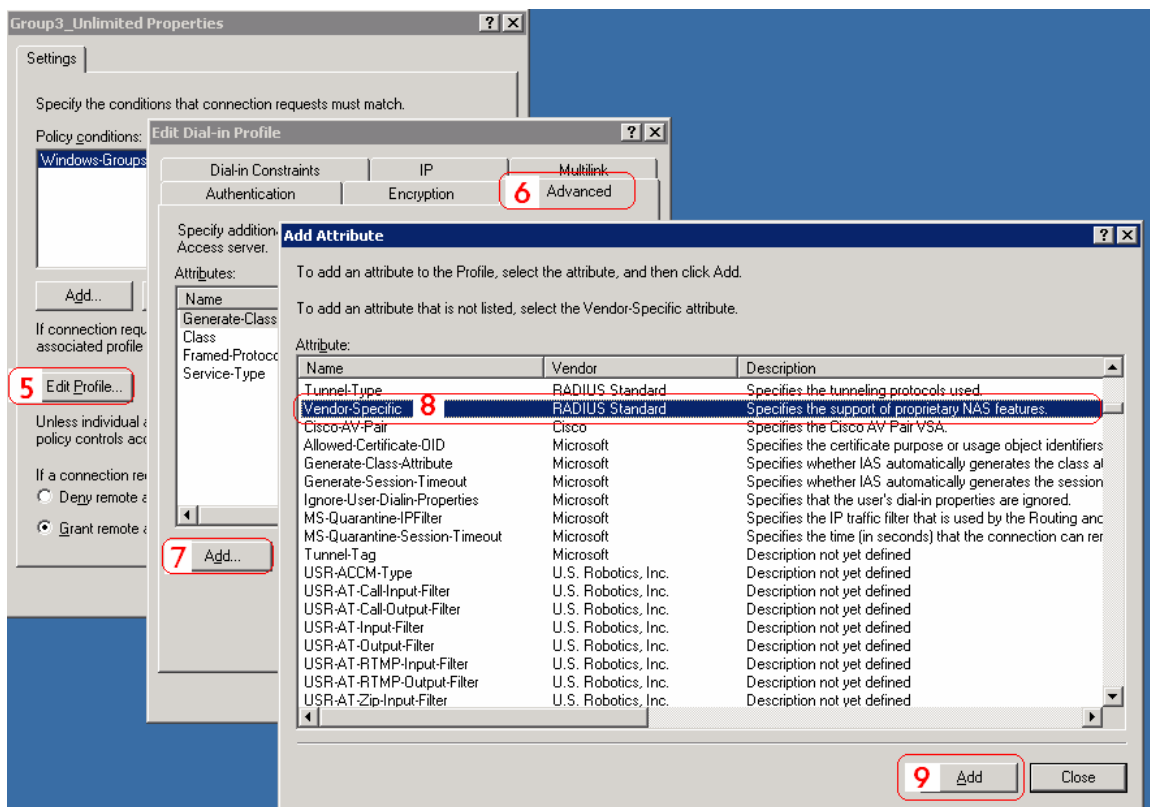 Group3_Unlimited Properties
Settings
Specify the conditions that connection requests must match.
Policy conditions:
Windows-Groups
Add...
If connection requ
associated profile
5 Edit Profile...
Unless individual a
policy controls acc
If a connection re
Deny remote a
Grant remote a
Edit Dial-in Profile
Dial-in Constraints IP Multilink
Authentication Encryption 6 Advanced
Specify addition
Access server.
Attributes:
Name
Generate-Class
Class
Framed-Protoco
Service-Type
7 Add...
Add Attribute
To add an attribute to the Profile, select the attribute, and then click Add.
To add an attribute that is not listed, select the Vendor-Specific attribute.
Attribute:
Name Vendor Description
Tunnel-Type RADIUS Standard Specifies the tunneling protocols used.
Vendor-Specific 8 RADIUS Standard Specifies the support of proprietary NAS features.
Cisco-AV-Pair Cisco Specifies the Cisco AV Pair VSA.
Allowed-Certificate-OID Microsoft Specifies the certificate purpose or usage object identifiers
Generate-Class-Attribute Microsoft Specifies whether IAS automatically generates the class at
Generate-Session-Timeout Microsoft Specifies whether IAS automatically generates the session
Ignore-User-Dialin-Properties Microsoft Specifies that the user's dial-in properties are ignored.
MS-Quarantine-IPFilter Microsoft Specifies the IP traffic filter that is used by the Routing and
MS-Quarantine-Session-Timeout Microsoft Specifies the time (in seconds) that the connection can rer
Tunnel-Tag Microsoft Description not yet defined
USR-ACCM-Type U.S. Robotics, Inc. Description not yet defined
USR-AT-Call-Input-Filter U.S. Robotics, Inc. Description not yet defined
USR-AT-Call-Output-Filter U.S. Robotics, Inc. Description not yet defined
USR-AT-Input-Filter U.S. Robotics, Inc. Description not yet defined
USR-AT-Output-Filter U.S. Robotics, Inc. Description not yet defined
USR-AT-RTMP-Input-Filter U.S. Robotics, Inc. Description not yet defined
USR-AT-RTMP-Output-Filter U.S. Robotics, Inc. Description not yet defined
USR-AT-Zip-Input-Filter U.S. Robotics, Inc. Description not yet defined
9 Add Close